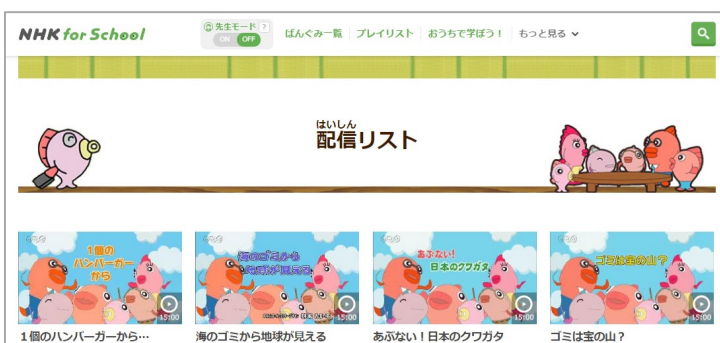 NHK for School
先生モード ?
ON OFF
ばんぐみ一覧 プレイリスト おうちで学ぼう! もっと見る
はいしん
配信リスト
1個の
ハンバーガー
から
15:00
海のゴミから
地球が見える
15:00
あぶない!
日本のクワガタ
15:00
ゴミは宝の山?
15:00
1個のハンバーガーから…
海のゴミから地球が見える
あぶない!日本のクワガタ
ゴミは宝の山?